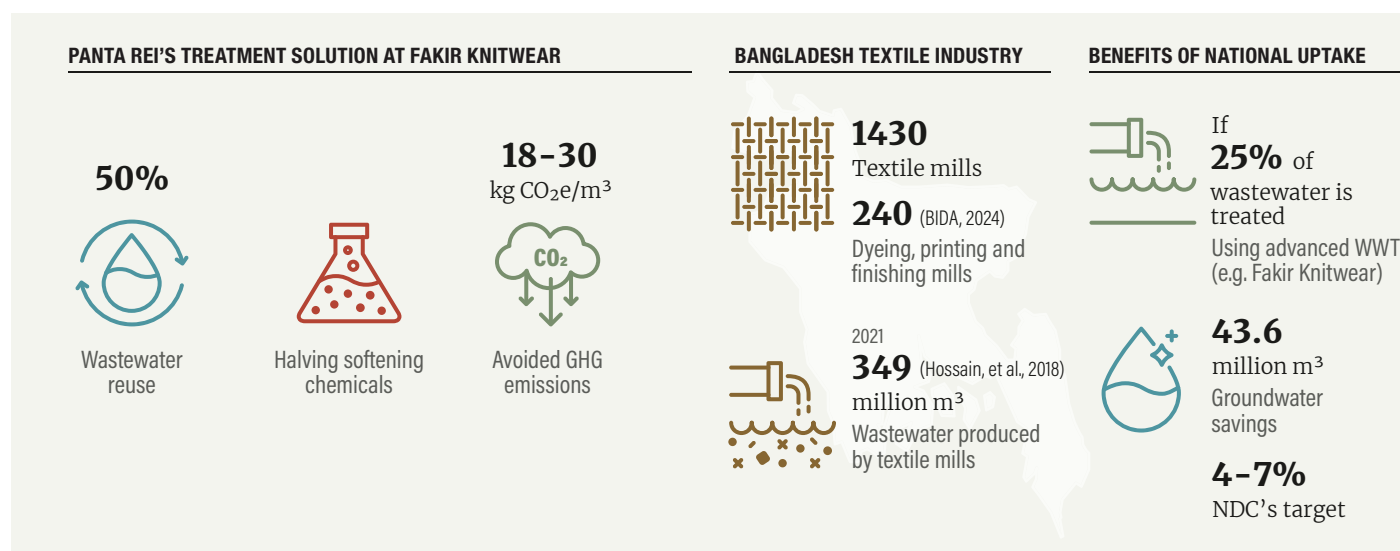 PANTA REI'S TREATMENT SOLUTION AT FAKIR KNITWEAR
50%
Wastewater
reuse
Halving softening
chemicals
18-30
kg CO₂e/m³
CO₂
Avoided GHG
emissions
BANGLADESH TEXTILE INDUSTRY
1430
Textile mills
240 (BIDA, 2024)
Dyeing, printing and
finishing mills
2021
349 (Hossain, et al., 2018)
million m³
Wastewater produced
by textile mills
BENEFITS OF NATIONAL UPTAKE
If
25% of
wastewater is
treated
Using advanced WWT
(e.g. Fakir Knitwear)
43.6
million m³
Groundwater
savings
4-7%
NDC's target